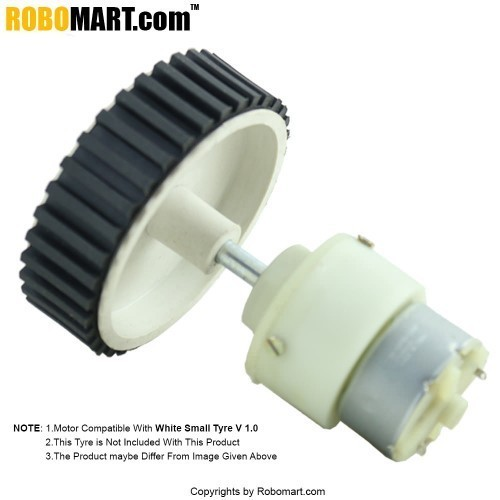 ROBOMART.com
NOTE: 1.Motor Compatible With White Small Tyre V 1.0
2.This Tyre is Not Included With This Product
3.The Product maybe Differ From Image Given Above
Copyrights by Robomart.com